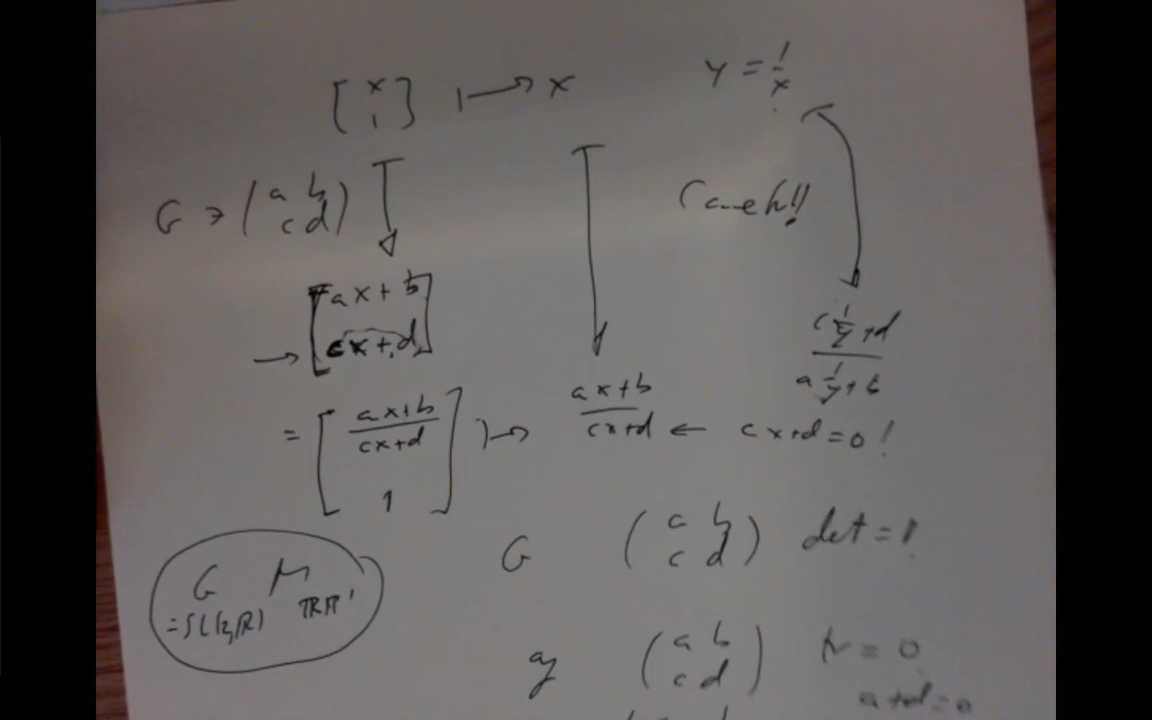 [x 1] ↦ x
y = 1/x
G ∋ (a b c d)
Careful!!
[ax+b cx+d]
(c 1/y + d)/(a 1/y + b)
= [(ax+b)/(cx+d) 1] ↦ (ax+b)/(cx+d) ← cx+d=0!
G (a b c d) det=1
G M
=SL(2,R) RP¹
g (a b c d) tr=0
a+d=0